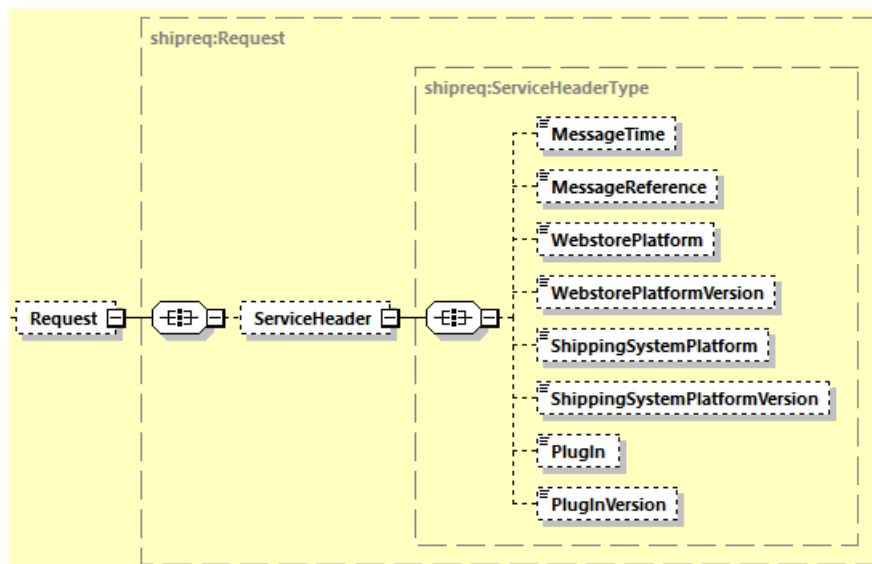 shipreq:Request
shipreq:ServiceHeaderType
MessageTime
MessageReference
WebstorePlatform
WebstorePlatformVersion
Request
ServiceHeader
ShippingSystemPlatform
ShippingSystemPlatformVersion
PlugIn
PlugInVersion